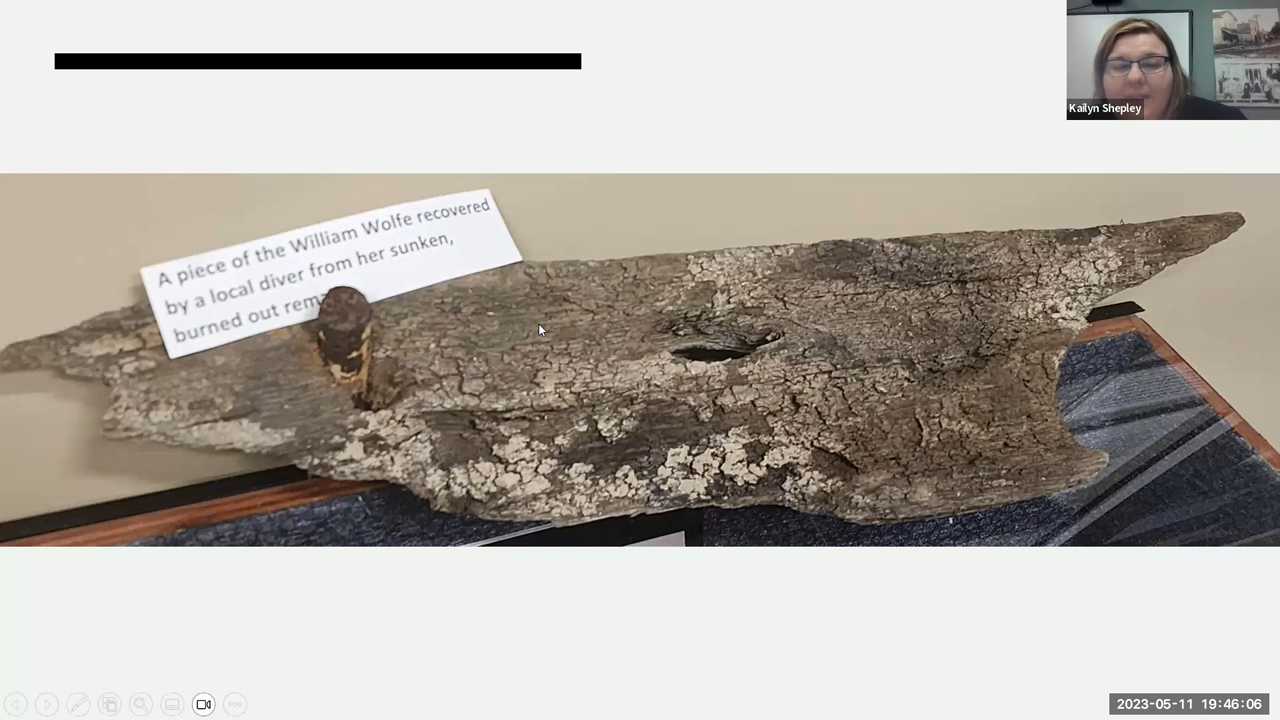 Kailyn Shepley
A piece of the William Wolfe recovered
by a local diver from her sunken,
burned out
2023-05-11 19:46:06